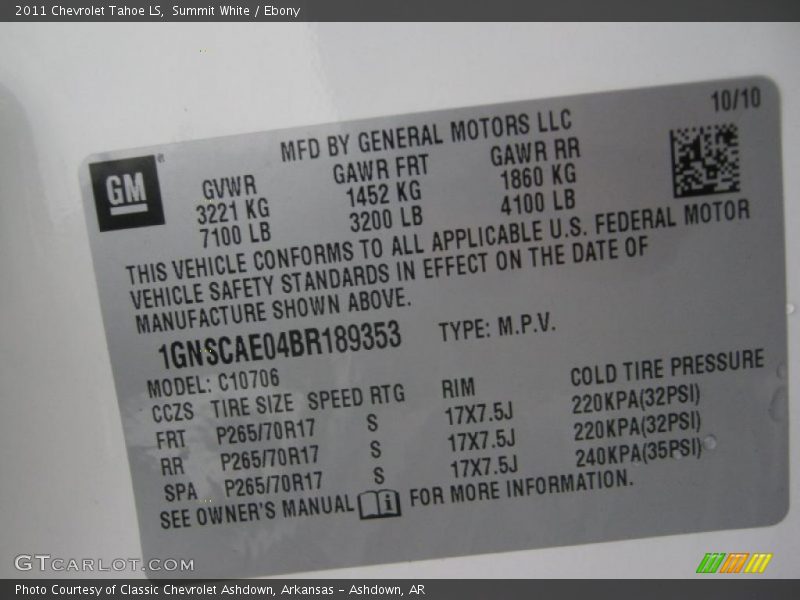 2011 Chevrolet Tahoe LS, Summit White / Ebony
10/10
MFD BY GENERAL MOTORS LLC
GM
GVWR GAWR FRT GAWR RR
3221 KG 1452 KG 1860 KG
7100 LB 3200 LB 4100 LB
THIS VEHICLE CONFORMS TO ALL APPLICABLE U.S. FEDERAL MOTOR
VEHICLE SAFETY STANDARDS IN EFFECT ON THE DATE OF
MANUFACTURE SHOWN ABOVE.
1GNSCAE04BR189353 TYPE: M.P.V.
MODEL: C10706
CCZS TIRE SIZE SPEED RTG RIM COLD TIRE PRESSURE
FRT P265/70R17 S 17X7.5J 220KPA(32PSI)
RR P265/70R17 S 17X7.5J 220KPA(32PSI)
SPA P265/70R17 S 17X7.5J 240KPA(35PSI)
SEE OWNER'S MANUAL i FOR MORE INFORMATION.
GTCARLOT.COM
Photo Courtesy of Classic Chevrolet Ashdown, Arkansas - Ashdown, AR